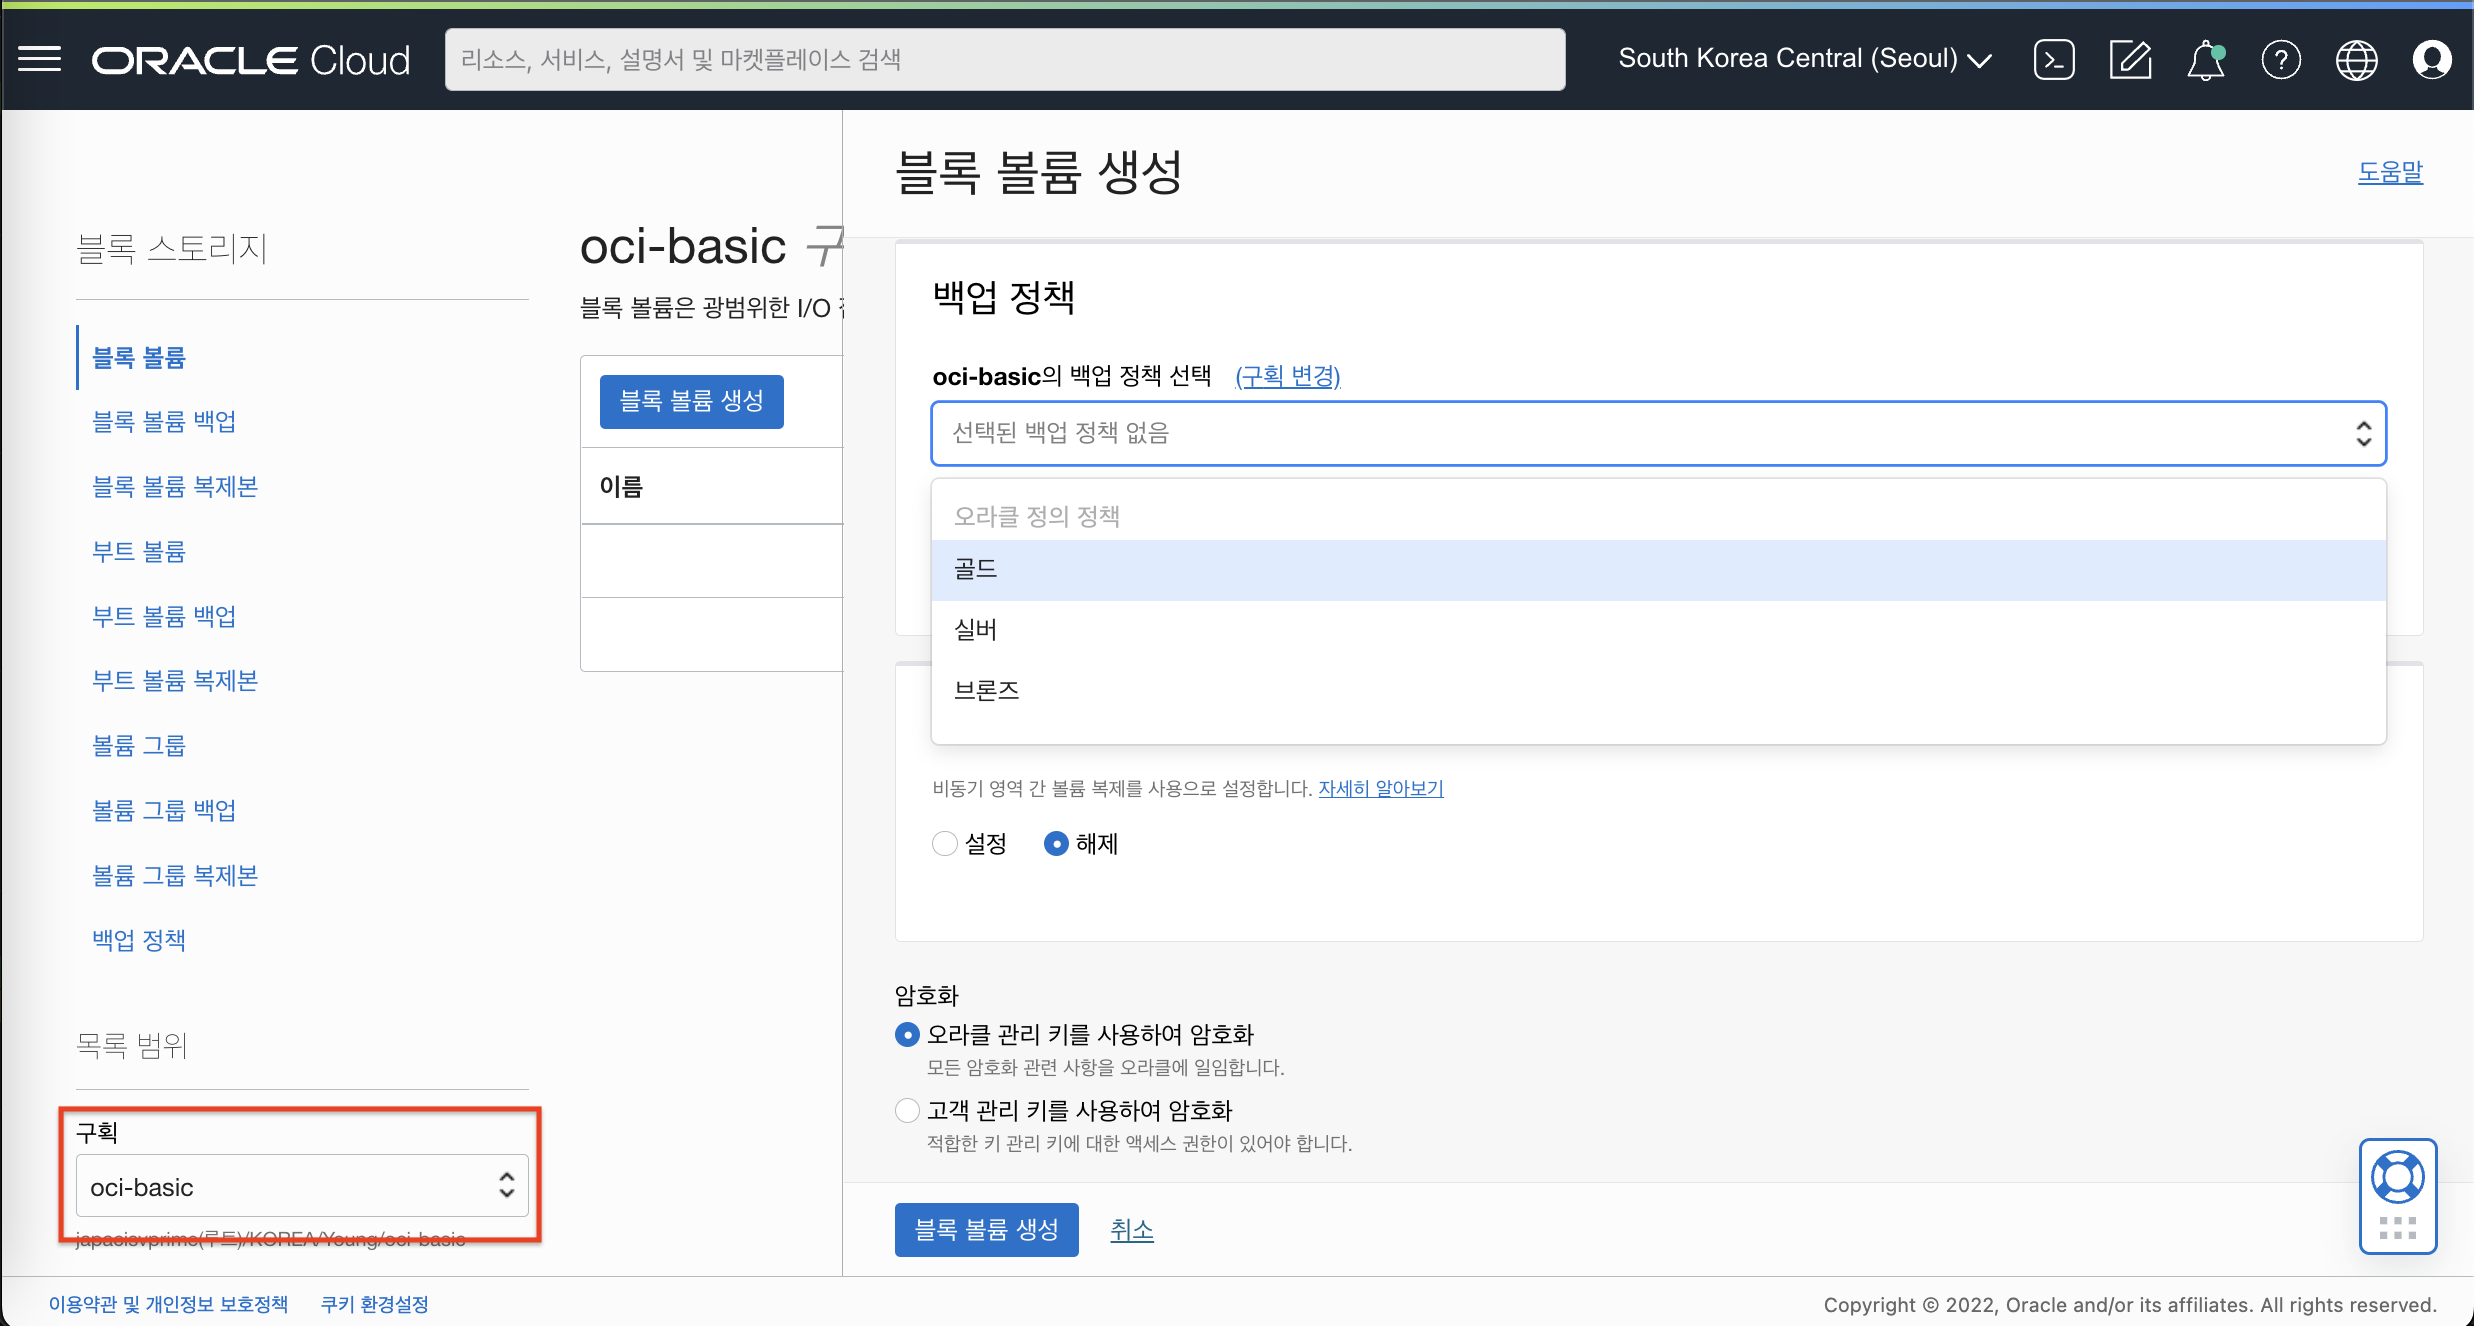 ORACLE Cloud
리소스, 서비스, 설명서 및 마켓플레이스 검색
South Korea Central (Seoul)
블록 스토리지
블록 볼륨
블록 볼륨 백업
블록 볼륨 복제본
부트 볼륨
부트 볼륨 백업
부트 볼륨 복제본
볼륨 그룹
볼륨 그룹 백업
볼륨 그룹 복제본
백업 정책
목록 범위
구획
oci-basic
japacisvprime(루트)/KOREA/Young/oci-basic
oci-basic 구
블록 볼륨은 광범위한 I/O
블록 볼륨 생성
이름
블록 볼륨 생성
도움말
백업 정책
oci-basic의 백업 정책 선택 (구획 변경)
선택된 백업 정책 없음
오라클 정의 정책
골드
실버
브론즈
비동기 영역 간 볼륨 복제를 사용으로 설정합니다. 자세히 알아보기
설정 해제
암호화
오라클 관리 키를 사용하여 암호화
모든 암호화 관련 사항을 오라클에 일임합니다.
고객 관리 키를 사용하여 암호화
적합한 키 관리 키에 대한 액세스 권한이 있어야 합니다.
블록 볼륨 생성 취소
이용약관 및 개인정보 보호정책 쿠키 환경설정
Copyright © 2022, Oracle and/or its affiliates. All rights reserved.